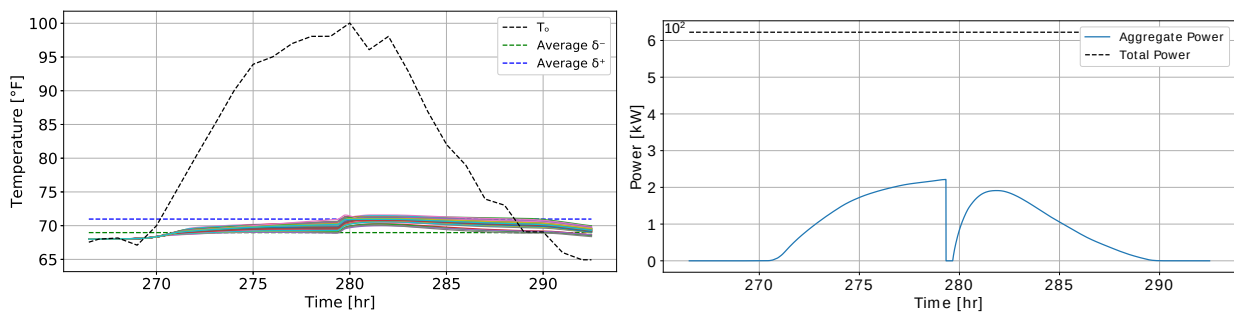 100
95
90
85
80
75
70
65
270
275
280
285
290
Temperature [°F]
Time [hr]
Tₒ
Average δ⁻
Average δ⁺
10²
6
5
4
3
2
1
0
270
275
280
285
290
Power [kW]
Time [hr]
Aggregate Power
Total Power